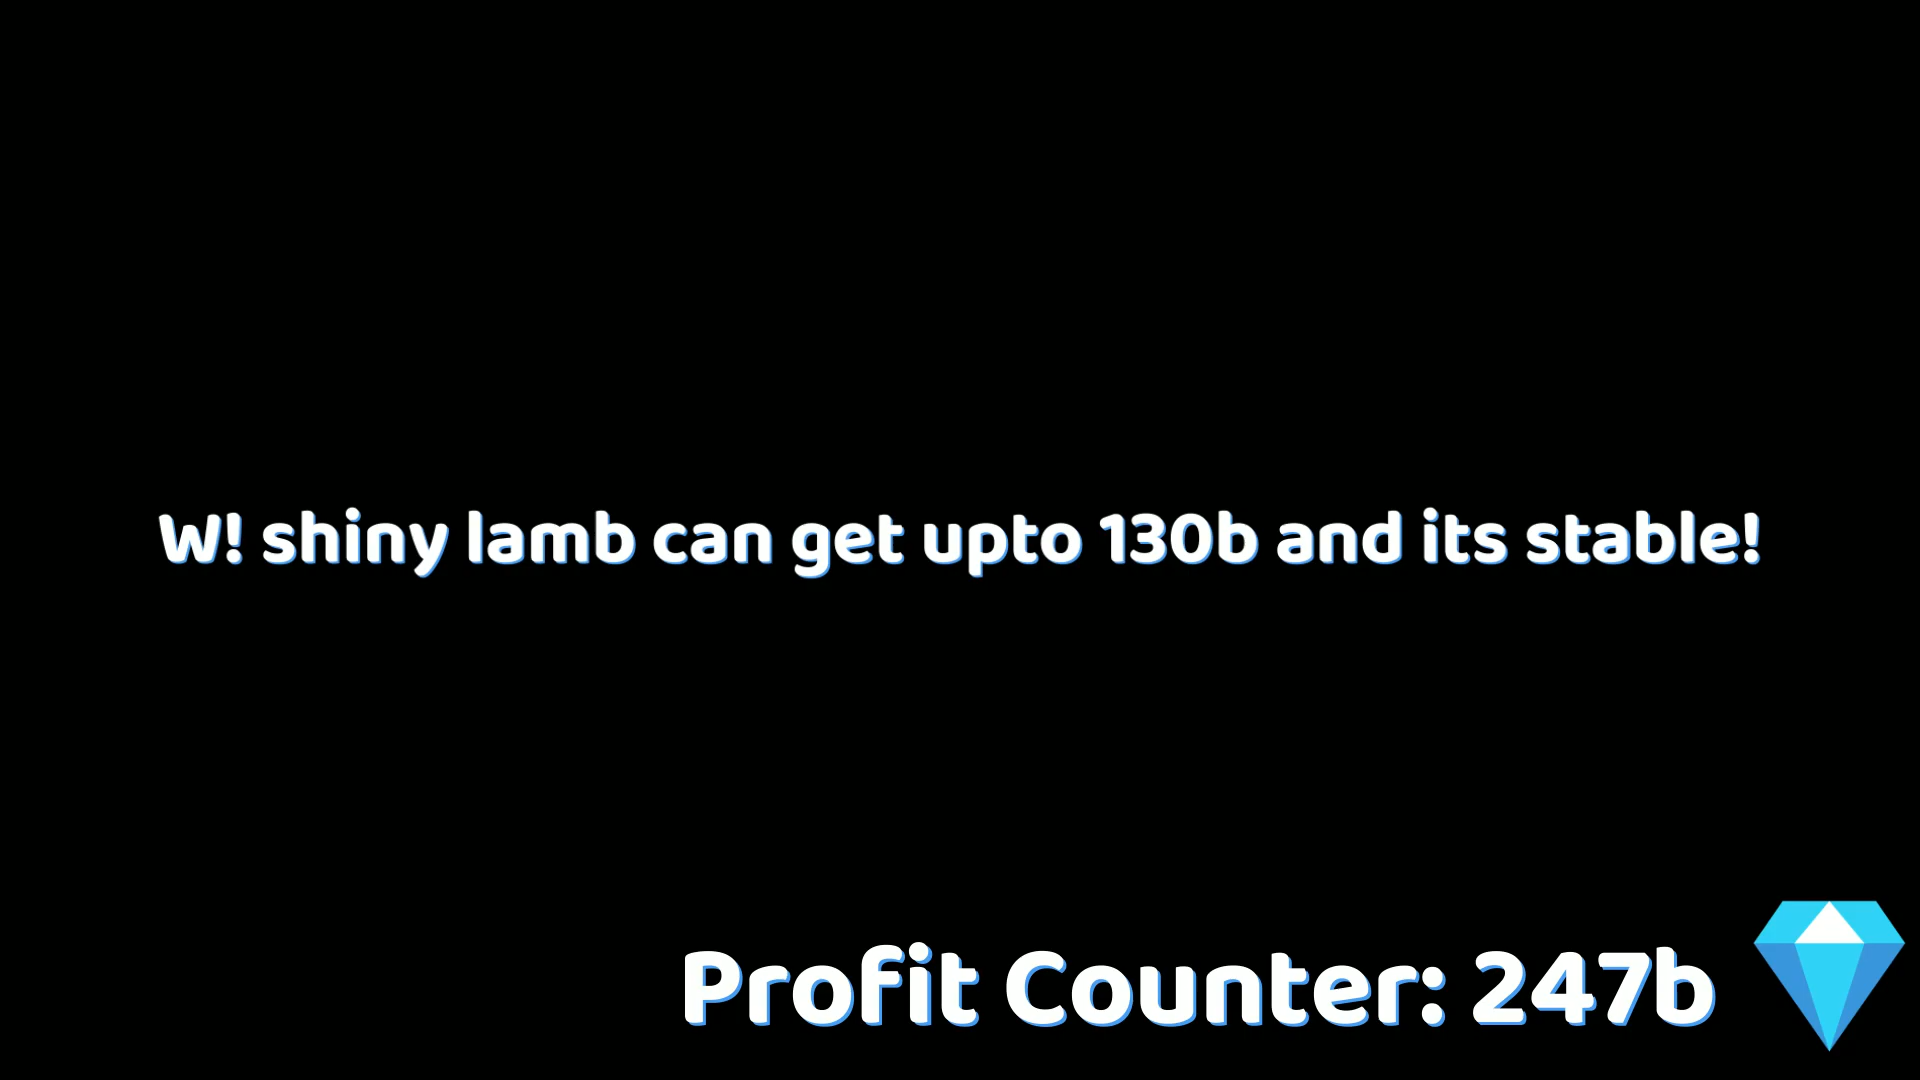 W! shiny lamb can get upto 130b and its stable!
Profit Counter: 247b